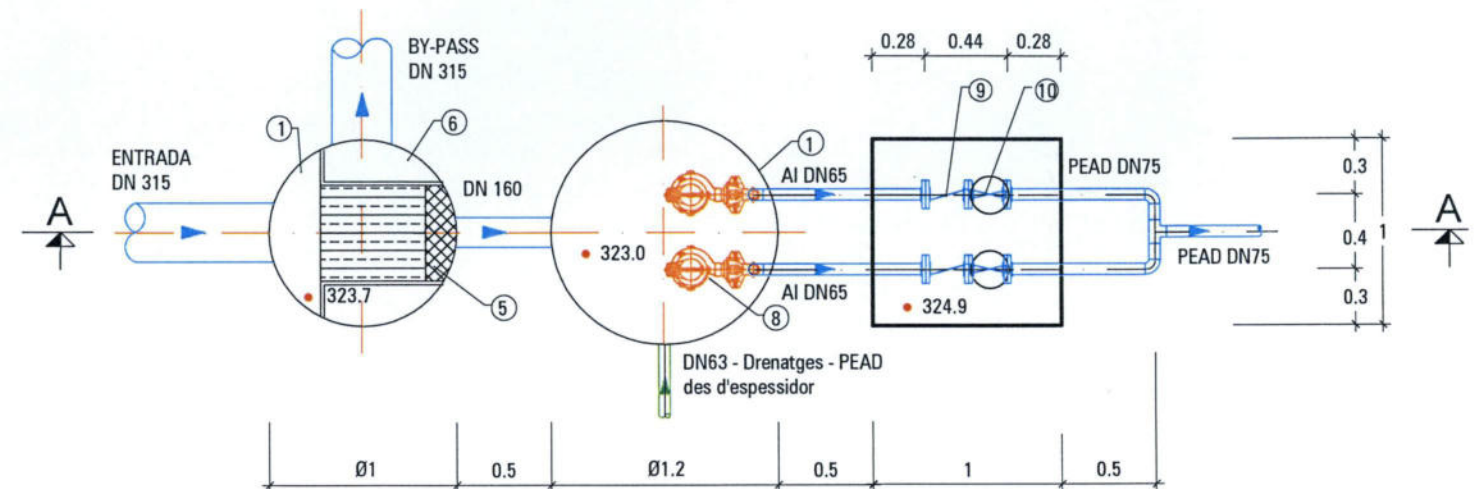 0.28
0.44
0.28
BY-PASS
DN 315
9
10
1
6
1
ENTRADA
DN 315
DN 160
AI DN65
PEAD DN75
0.3
A
323.0
0.4
1
A
PEAD DN75
323.7
5
8
AI DN65
324.9
0.3
DN63 - Drenatges - PEAD
des d'espessidor
Ø1
0.5
Ø1.2
0.5
1
0.5